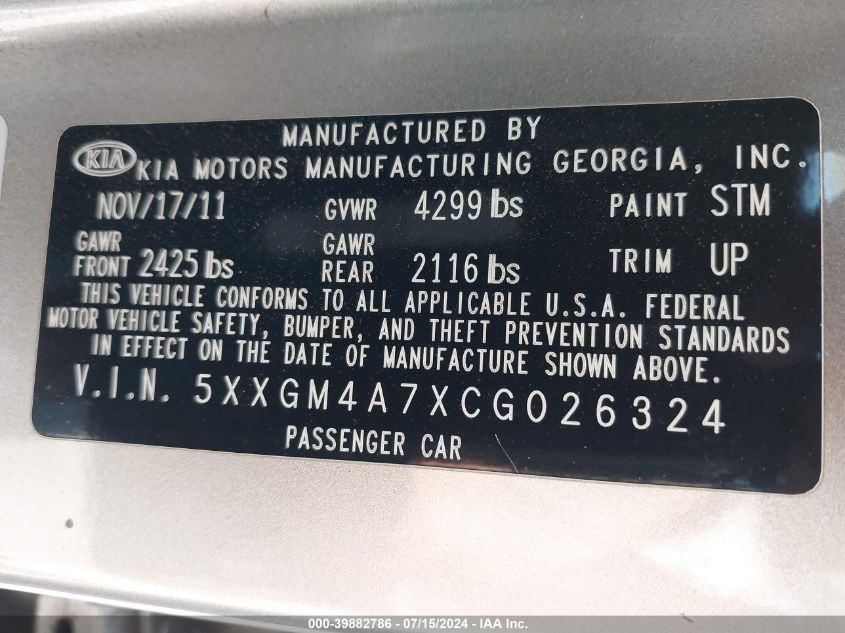 MANUFACTURED BY
KIA KIA MOTORS MANUFACTURING GEORGIA, INC.
NOV/17/11 GVWR 4299 lbs PAINT STM
GAWR FRONT 2425 lbs GAWR REAR 2116 lbs TRIM UP
THIS VEHICLE CONFORMS TO ALL APPLICABLE U.S.A. FEDERAL
MOTOR VEHICLE SAFETY, BUMPER, AND THEFT PREVENTION STANDARDS
IN EFFECT ON THE DATE OF MANUFACTURE SHOWN ABOVE.
V.I.N. 5XXGM4A7XCG026324
PASSENGER CAR
000-39882786 - 07/15/2024 - IAA Inc.